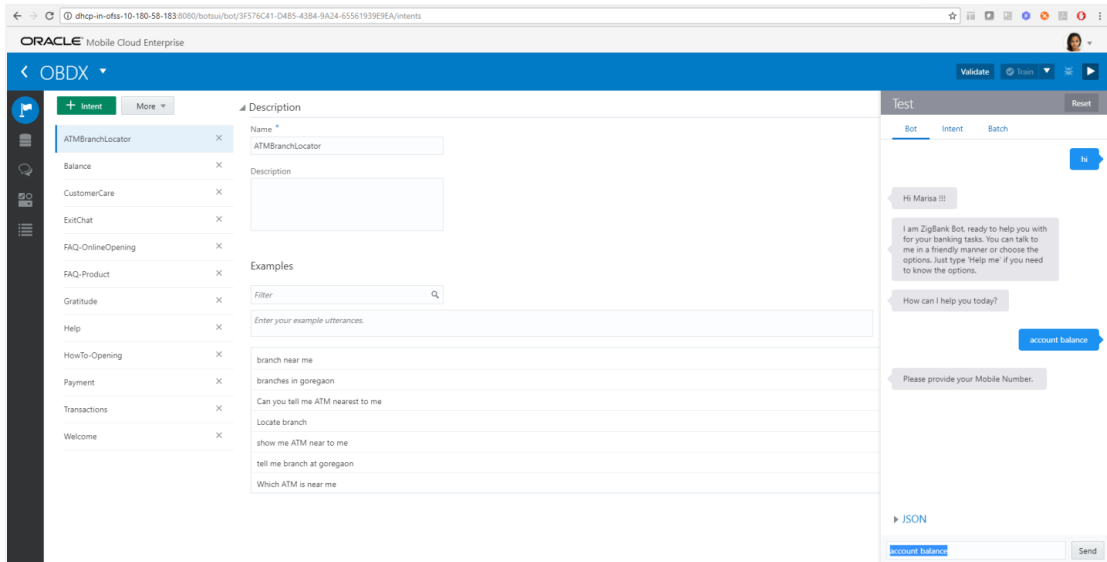 dhcp-in-ofss-10-180-58-183:8080/botsui/bot/3F576C41-D4B5-43B4-9A24-65561939E9EA/intents
ORACLE Mobile Cloud Enterprise
OBDX
Validate
Train
+ Intent
More
ATMBranchLocator
Balance
CustomerCare
ExitChat
FAQ-OnlineOpening
FAQ-Product
Gratitude
Help
HowTo-Opening
Payment
Transactions
Welcome
Description
Name *
ATMBranchLocator
Description
Examples
Filter
Enter your example utterances.
branch near me
branches in goregaon
Can you tell me ATM nearest to me
Locate branch
show me ATM near to me
tell me branch at goregaon
Which ATM is near me
Test
Reset
Bot Intent Batch
hi
Hi Marisa !!!
I am ZigBank Bot, ready to help you with
for your banking tasks. You can talk to
me in a friendly manner or choose the
options. Just type 'Help me' if you need
to know the options.
How can I help you today?
account balance
Please provide your Mobile Number.
JSON
account balance
Send